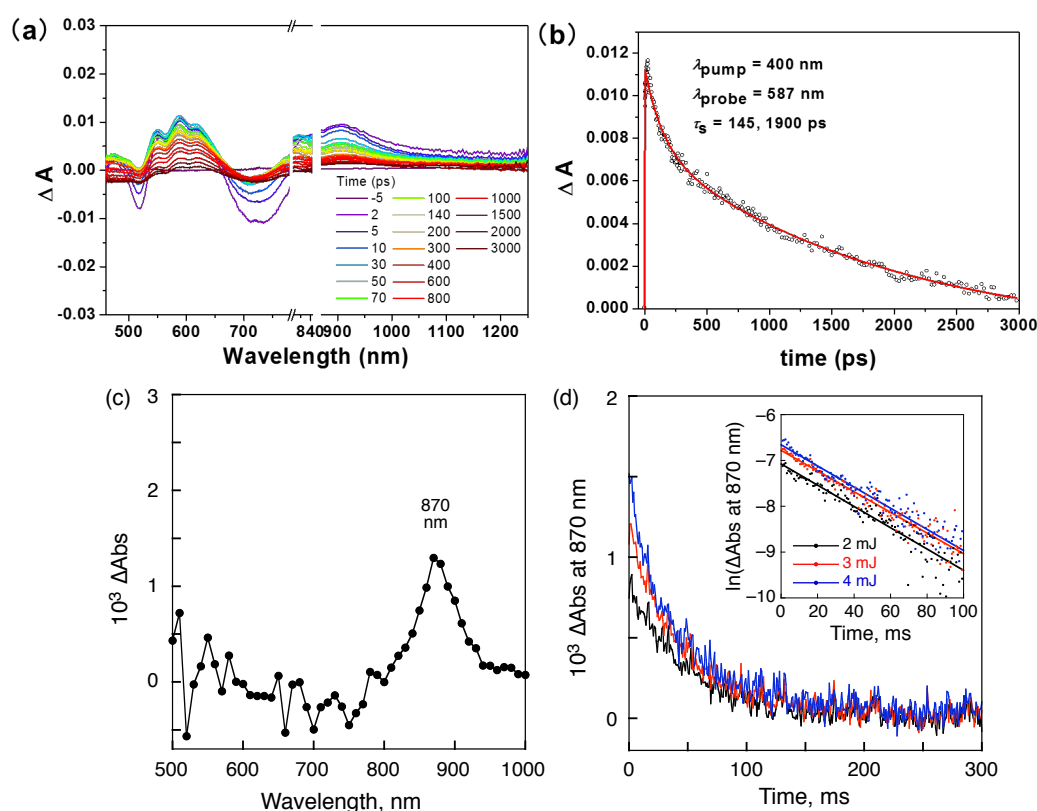 (a)
0.03
0.02
0.01
0.00
-0.01
-0.02
-0.03
Δ A
Time (ps)
-5 100 1000
2 140 1500
5 200 2000
10 300 3000
30 400
50 600
70 800
500 600 700 840 900 1000 1100 1200
Wavelength (nm)
(b)
0.012
0.010
0.008
0.006
0.004
0.002
0.000
Δ A
λpump = 400 nm
λprobe = 587 nm
τs = 145, 1900 ps
0 500 1000 1500 2000 2500 3000
time (ps)
(c)
3
2
1
0
10³ ΔAbs
870
nm
500 600 700 800 900 1000
Wavelength, nm
(d)
2
1
0
10³ ΔAbs at 870 nm
−6
−7
−8
−9
−10
ln(ΔAbs at 870 nm)
2 mJ
3 mJ
4 mJ
0 20 40 60 80 100
Time, ms
0 100 200 300
Time, ms